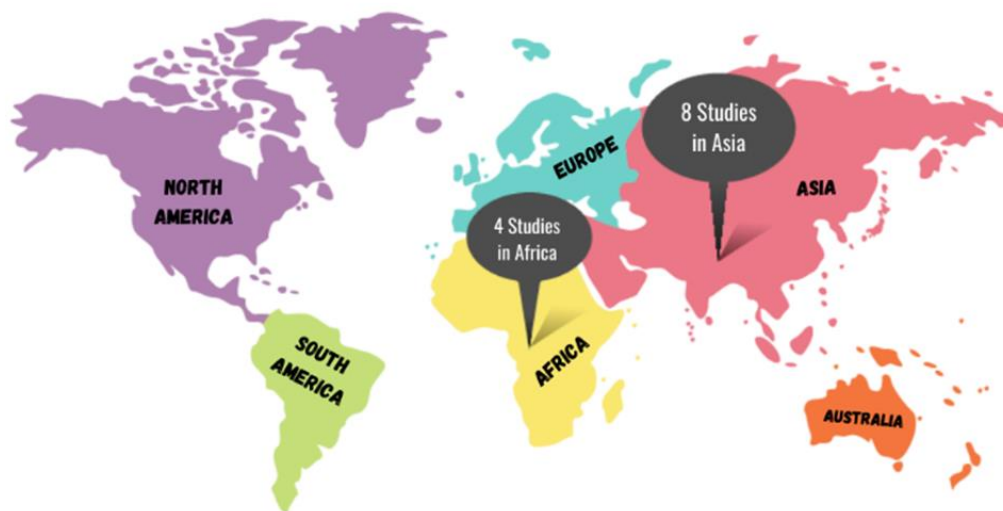 8 Studies
in Asia
EUROPE
NORTH
AMERICA
ASIA
4 Studies
in Africa
SOUTH
AMERICA
AFRICA
AUSTRALIA